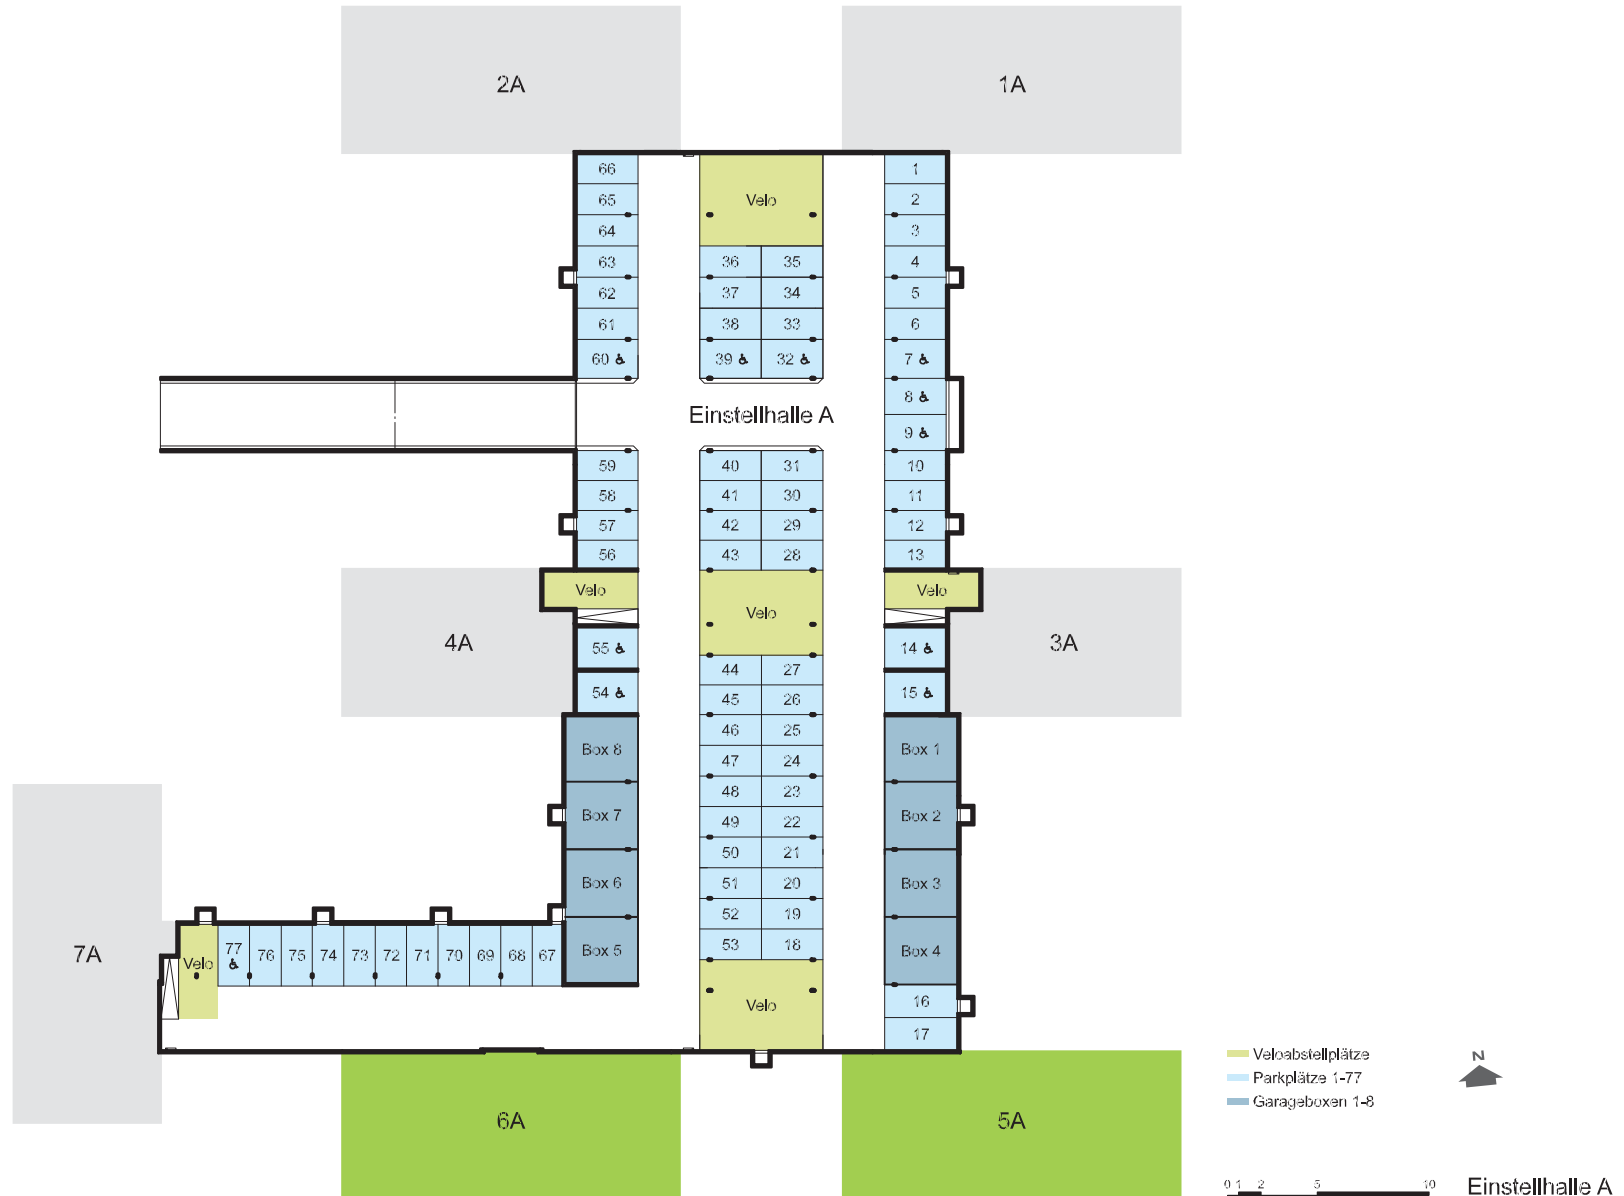 2A
1A
66
Velo
1
65
2
64
3
63
36
35
4
62
37
34
5
61
38
33
6
60
39
32
7
8
Einstellhalle A
9
59
40
31
10
58
41
30
11
57
42
29
12
56
43
28
13
Velo
Velo
Velo
4A
55
14
3A
44
27
54
45
26
15
46
25
Box 8
Box 1
47
24
48
23
Box 7
49
22
Box 2
50
21
Box 6
51
20
Box 3
52
19
53
18
Box 5
Box 4
7A
Velo
77
76
75
74
73
72
71
70
69
68
67
Velo
16
17
Veloabstellplätze
Parkplätze 1-77
Garageboxen 1-8
N
6A
5A
0 1 2 5 10
Einstellhalle A